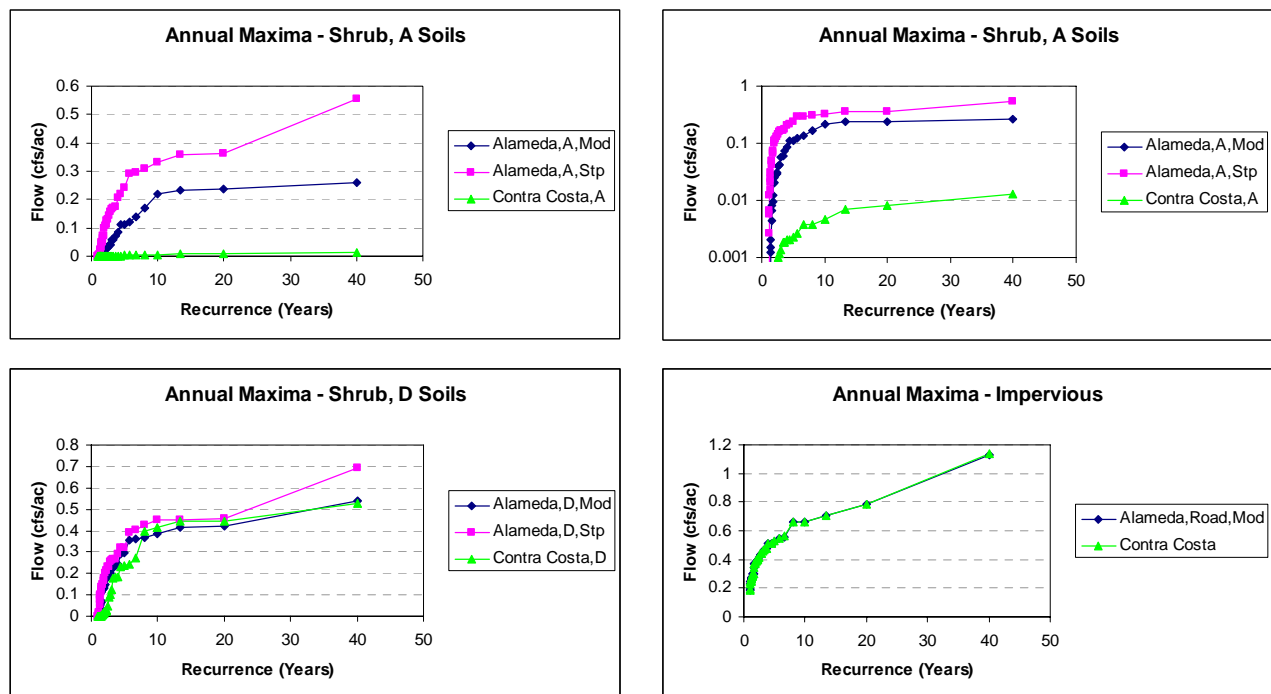 Annual Maxima - Shrub, A Soils
0.6
0.5
0.4
0.3
0.2
0.1
0
Flow (cfs/ac)
0 10 20 30 40 50
Recurrence (Years)
Alameda,A,Mod
Alameda,A,Stp
Contra Costa,A
Annual Maxima - Shrub, A Soils
1
0.1
0.01
0.001
Flow (cfs/ac)
0 10 20 30 40 50
Recurrence (Years)
Alameda,A,Mod
Alameda,A,Stp
Contra Costa,A
Annual Maxima - Shrub, D Soils
0.8
0.7
0.6
0.5
0.4
0.3
0.2
0.1
0
Flow (cfs/ac)
0 10 20 30 40 50
Recurrence (Years)
Alameda,D,Mod
Alameda,D,Stp
Contra Costa,D
Annual Maxima - Impervious
1.2
1
0.8
0.6
0.4
0.2
0
Flow (cfs/ac)
0 10 20 30 40 50
Recurrence (Years)
Alameda,Road,Mod
Contra Costa